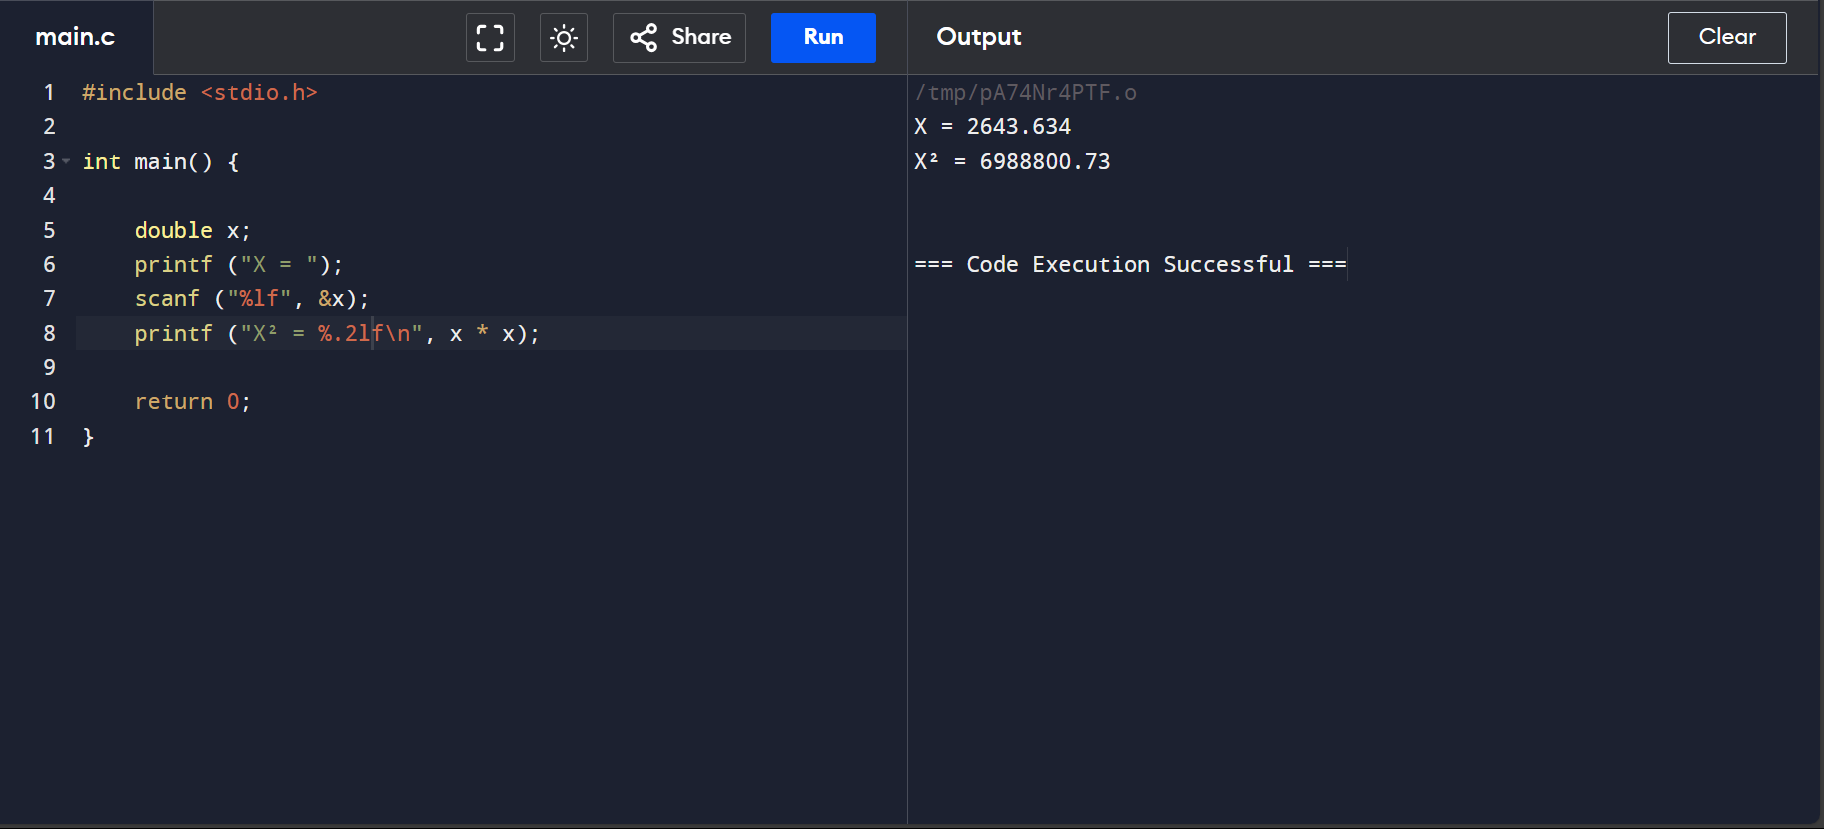 main.c
Share
Run
Output
Clear
1 #include <stdio.h>
2
3 int main() {
4
5     double x;
6     printf ("X = ");
7     scanf ("%lf", &x);
8     printf ("X² = %.2lf\n", x * x);
9
10     return 0;
11 }
/tmp/pA74Nr4PTF.o
X = 2643.634
X² = 6988800.73
=== Code Execution Successful ===